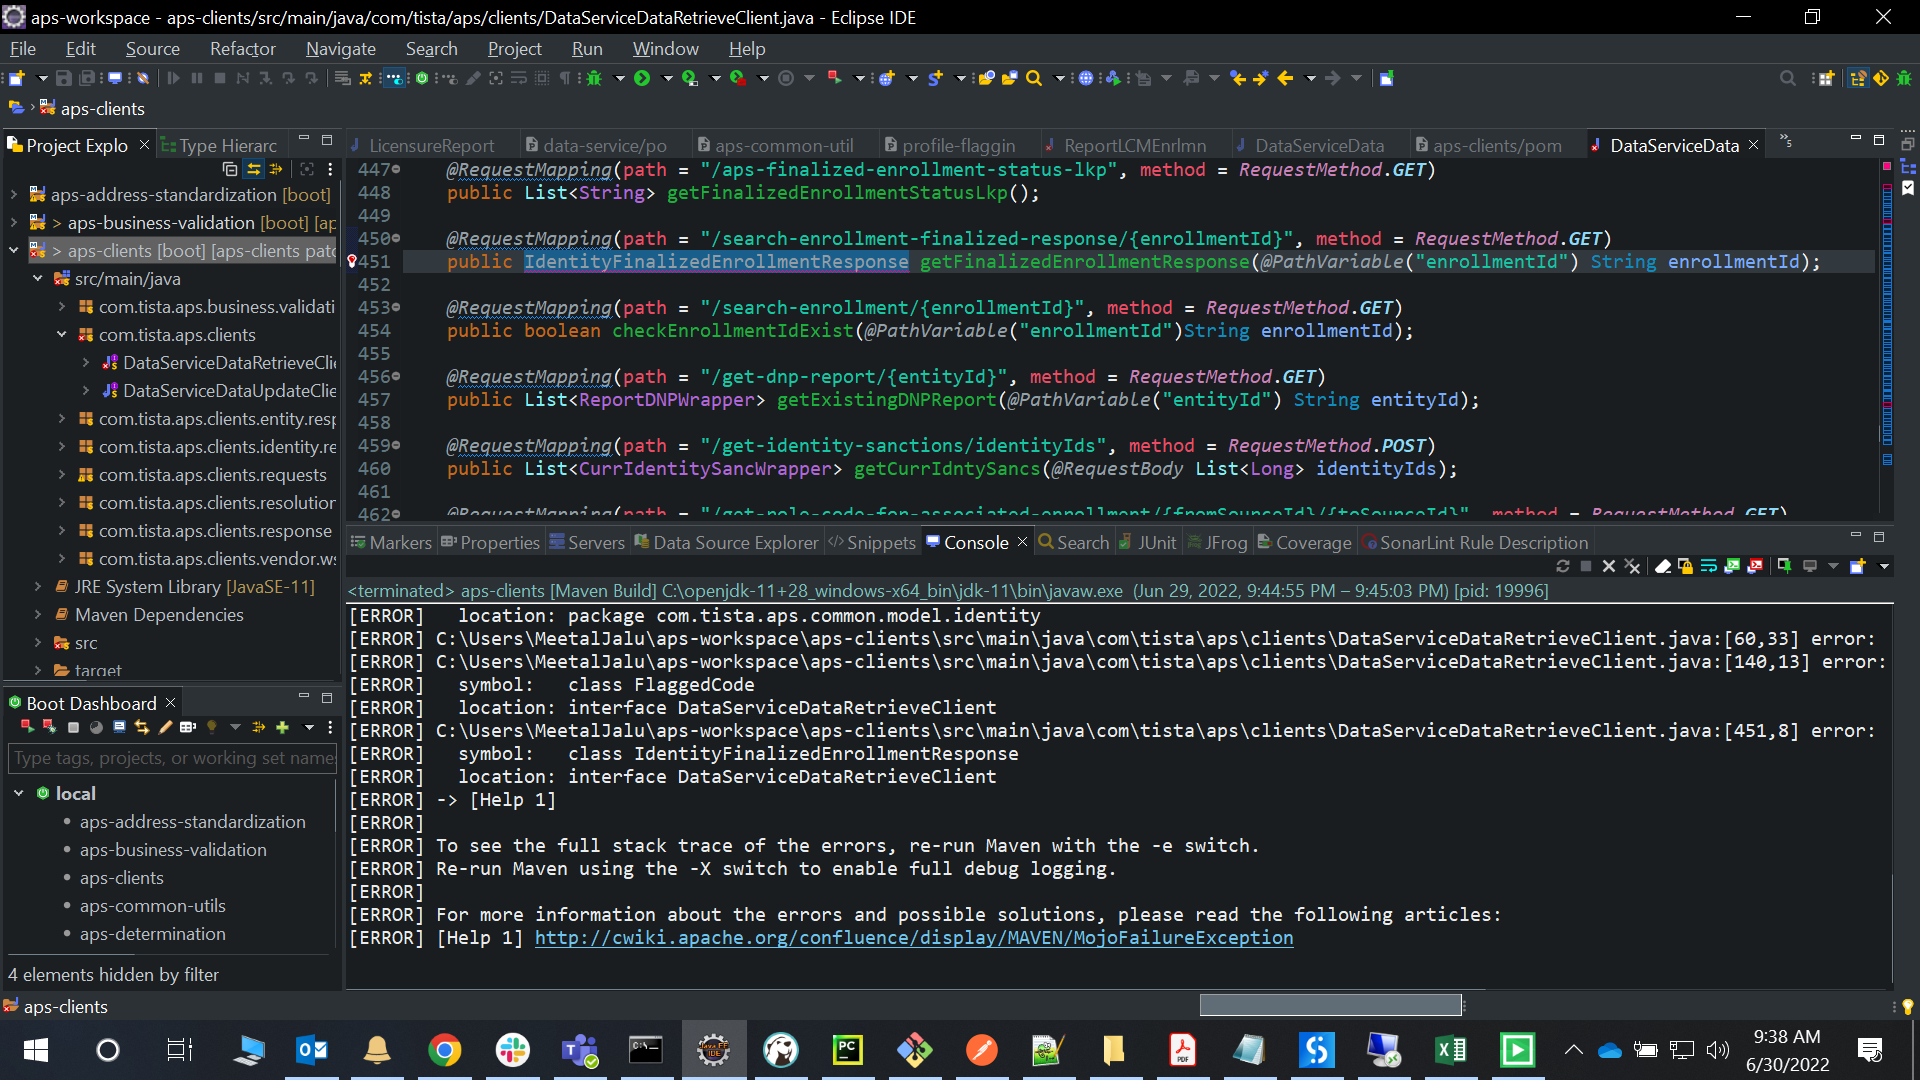 aps-workspace - aps-clients/src/main/java/com/tista/aps/clients/DataServiceDataRetrieveClient.java - Eclipse IDE
File Edit Source Refactor Navigate Search Project Run Window Help
aps-clients
Project Explo
Type Hierarc
aps-address-standardization [boot]
> aps-business-validation [boot] [ap
> aps-clients [boot] [aps-clients patc
src/main/java
com.tista.aps.business.validati
com.tista.aps.clients
DataServiceDataRetrieveClie
DataServiceDataUpdateClie
com.tista.aps.clients.entity.resp
com.tista.aps.clients.identity.re
com.tista.aps.clients.requests
com.tista.aps.clients.resolution
com.tista.aps.clients.response
com.tista.aps.clients.vendor.ws
JRE System Library [JavaSE-11]
Maven Dependencies
src
target
Boot Dashboard
Type tags, projects, or working set names
local
aps-address-standardization
aps-business-validation
aps-clients
aps-common-utils
aps-determination
4 elements hidden by filter
LicensureReport data-service/po aps-common-util profile-flaggin ReportLCMEnrlmn DataServiceData aps-clients/pom DataServiceData »5
447 @RequestMapping(path = "/aps-finalized-enrollment-status-lkp", method = RequestMethod.GET)
448 public List<String> getFinalizedEnrollmentStatusLkp();
449
450 @RequestMapping(path = "/search-enrollment-finalized-response/{enrollmentId}", method = RequestMethod.GET)
451 public IdentityFinalizedEnrollmentResponse getFinalizedEnrollmentResponse(@PathVariable("enrollmentId") String enrollmentId);
452
453 @RequestMapping(path = "/search-enrollment/{enrollmentId}", method = RequestMethod.GET)
454 public boolean checkEnrollmentIdExist(@PathVariable("enrollmentId")String enrollmentId);
455
456 @RequestMapping(path = "/get-dnp-report/{entityId}", method = RequestMethod.GET)
457 public List<ReportDNPWrapper> getExistingDNPReport(@PathVariable("entityId") String entityId);
458
459 @RequestMapping(path = "/get-identity-sanctions/identityIds", method = RequestMethod.POST)
460 public List<CurrIdentitySancWrapper> getCurrIdntySancs(@RequestBody List<Long> identityIds);
461
462 @RequestMapping(path = "/get-role-code-for-associated-enrollment/{fromSourceId}/{toSourceId}", method = RequestMethod.GET)
Markers Properties Servers Data Source Explorer Snippets Console Search JUnit JFrog Coverage SonarLint Rule Description
<terminated> aps-clients [Maven Build] C:\openjdk-11+28_windows-x64_bin\jdk-11\bin\javaw.exe (Jun 29, 2022, 9:44:55 PM – 9:45:03 PM) [pid: 19996]
[ERROR] location: package com.tista.aps.common.model.identity
[ERROR] C:\Users\MeetalJalu\aps-workspace\aps-clients\src\main\java\com\tista\aps\clients\DataServiceDataRetrieveClient.java:[60,33] error:
[ERROR] C:\Users\MeetalJalu\aps-workspace\aps-clients\src\main\java\com\tista\aps\clients\DataServiceDataRetrieveClient.java:[140,13] error:
[ERROR] symbol: class FlaggedCode
[ERROR] location: interface DataServiceDataRetrieveClient
[ERROR] C:\Users\MeetalJalu\aps-workspace\aps-clients\src\main\java\com\tista\aps\clients\DataServiceDataRetrieveClient.java:[451,8] error:
[ERROR] symbol: class IdentityFinalizedEnrollmentResponse
[ERROR] location: interface DataServiceDataRetrieveClient
[ERROR] -> [Help 1]
[ERROR]
[ERROR] To see the full stack trace of the errors, re-run Maven with the -e switch.
[ERROR] Re-run Maven using the -X switch to enable full debug logging.
[ERROR]
[ERROR] For more information about the errors and possible solutions, please read the following articles:
[ERROR] [Help 1] http://cwiki.apache.org/confluence/display/MAVEN/MojoFailureException
aps-clients
9:38 AM
6/30/2022